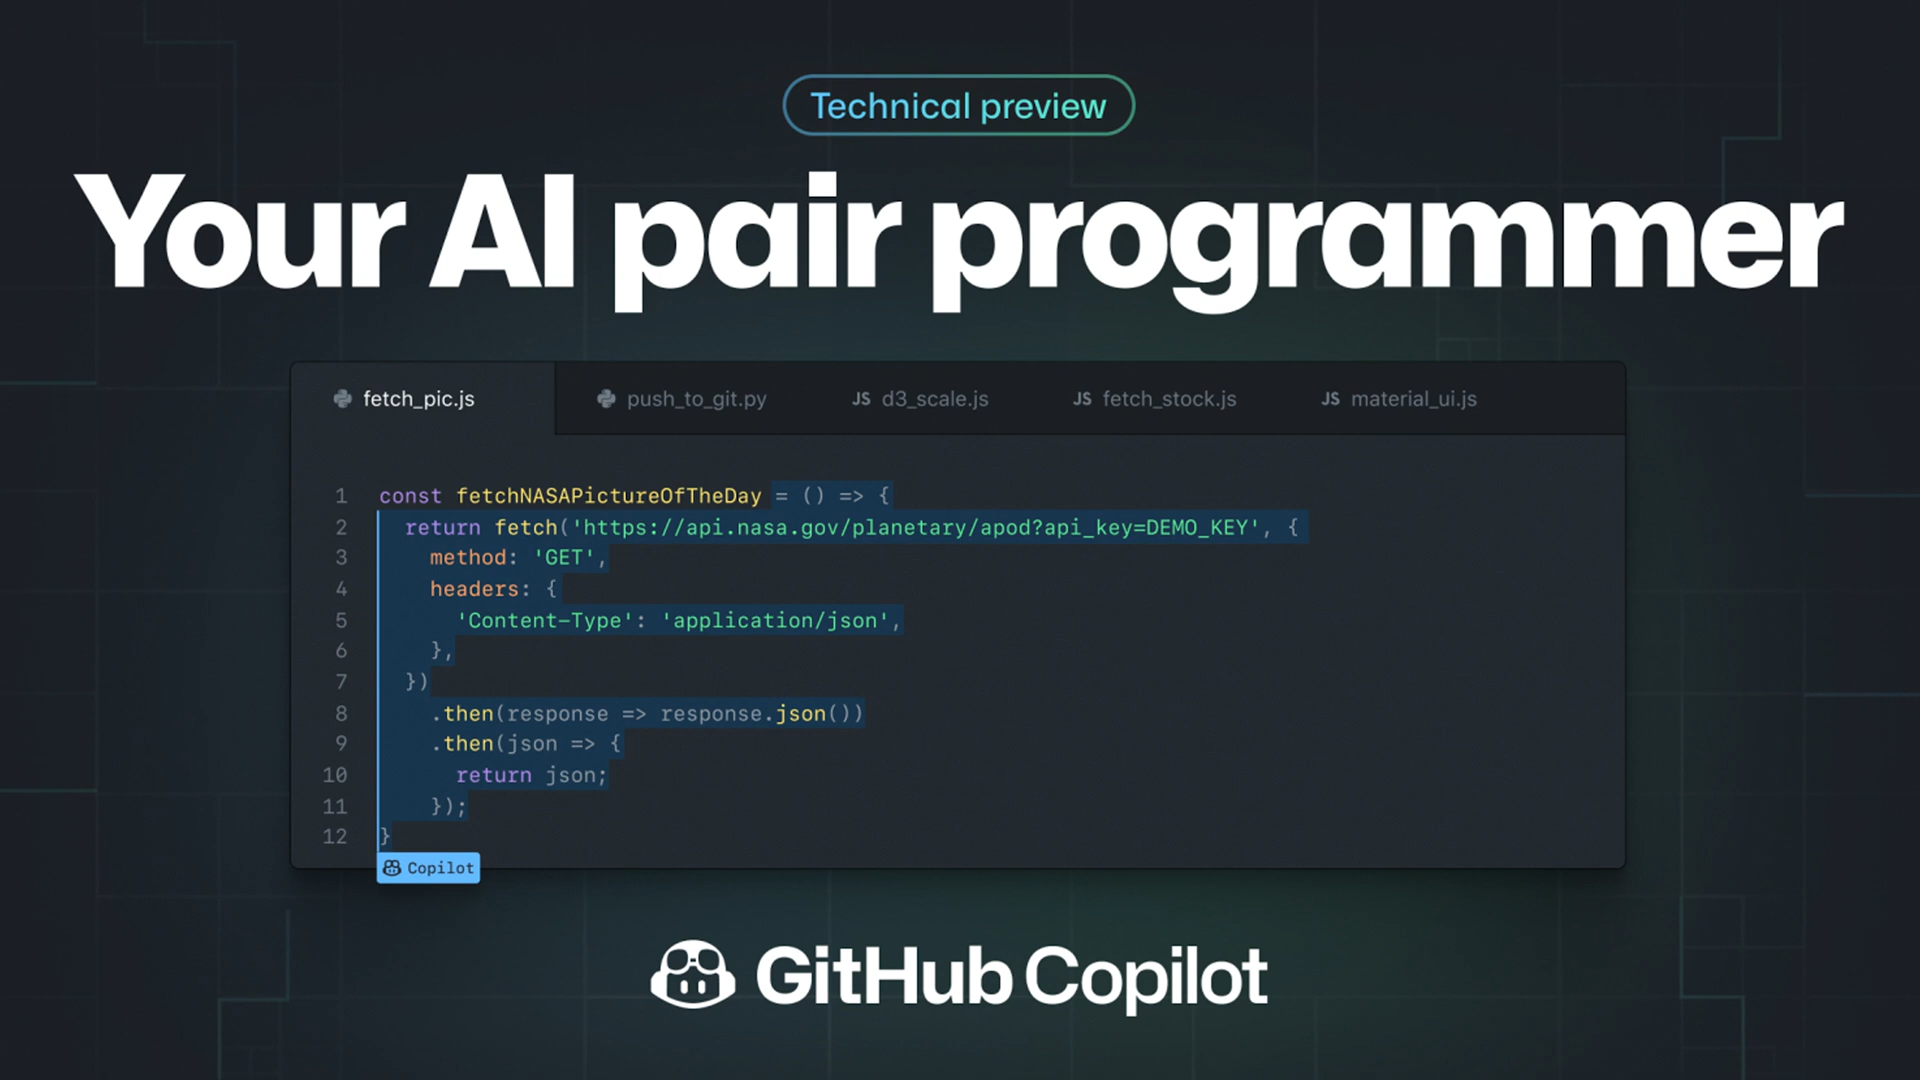 Technical preview
Your AI pair programmer
fetch_pic.js push_to_git.py JS d3_scale.js JS fetch_stock.js JS material_ui.js
1 const fetchNASAPictureOfTheDay = () => {
2 return fetch('https://api.nasa.gov/planetary/apod?api_key=DEMO_KEY', {
3 method: 'GET',
4 headers: {
5 'Content-Type': 'application/json',
6 },
7 })
8 .then(response => response.json())
9 .then(json => {
10 return json;
11 });
12 }
Copilot
GitHub Copilot